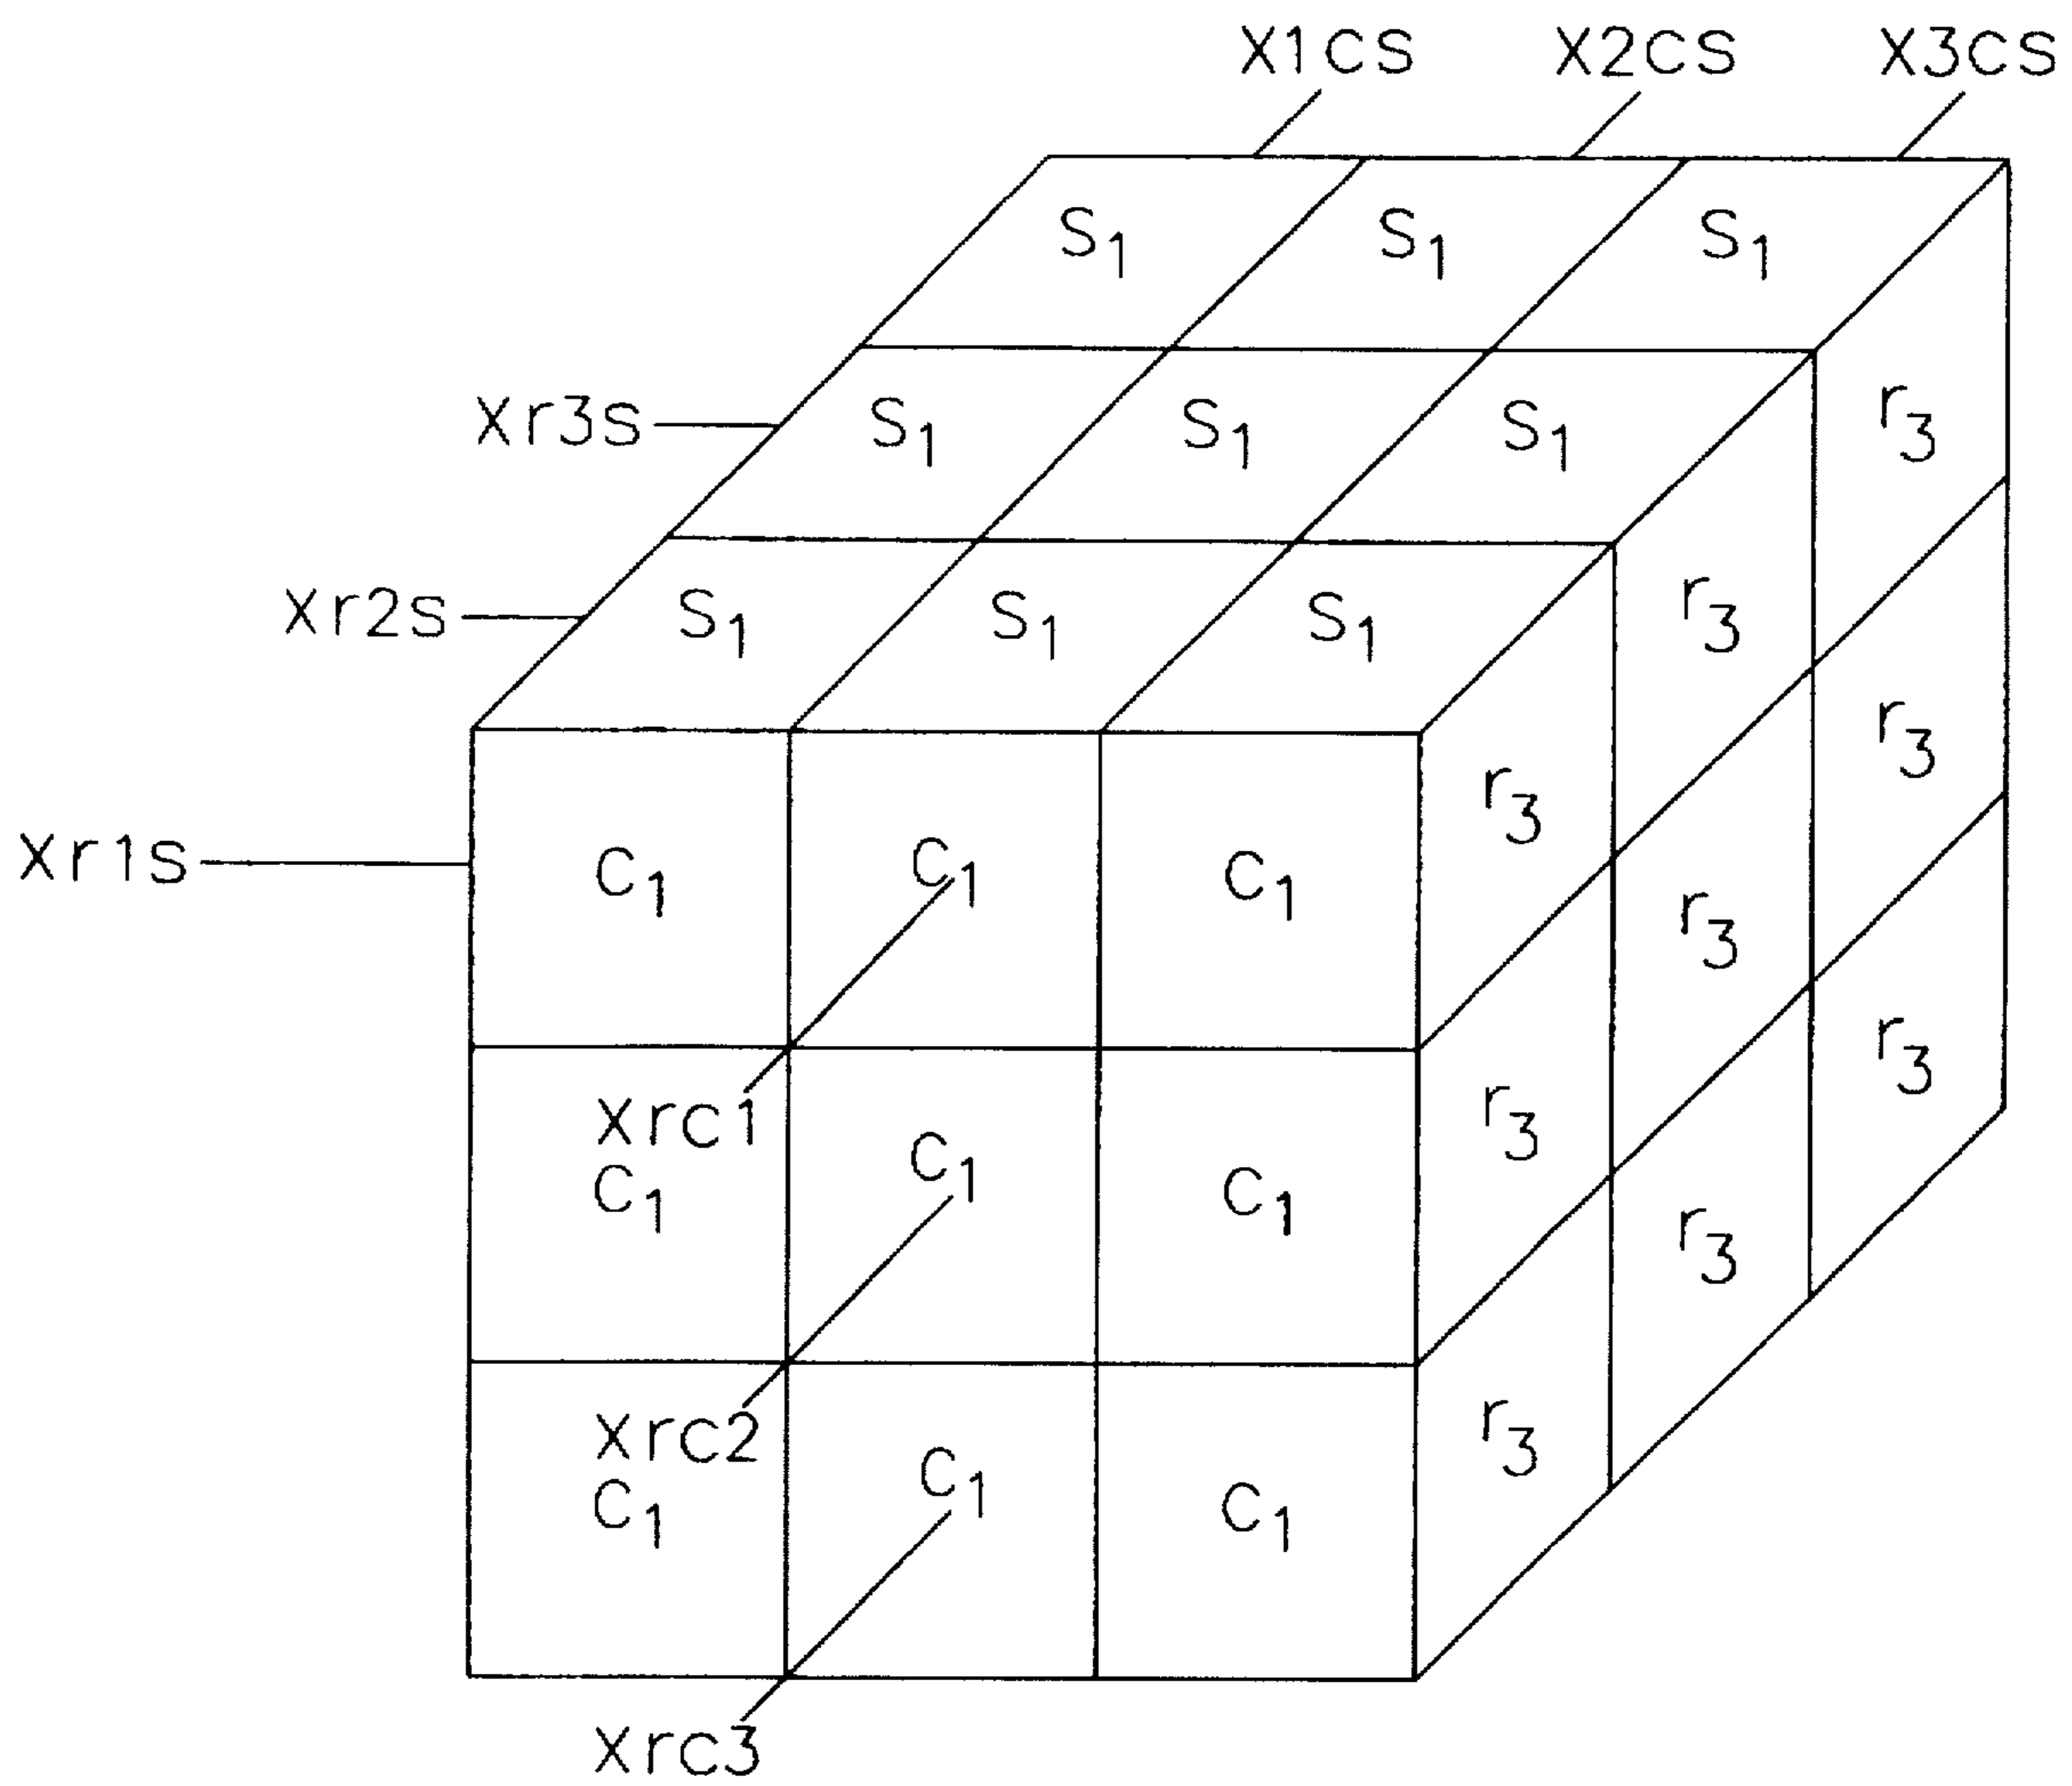 X1cs X2cs X3cs
S1 S1 S1
Xr3s S1 S1 S1 r3
Xr2s S1 S1 S1 r3
r3 r3
Xr1s C1 C1 C1
r3
Xrc1 r3 r3
C1 C1 C1
r3
Xrc2 r3
C1 C1 C1
Xrc3